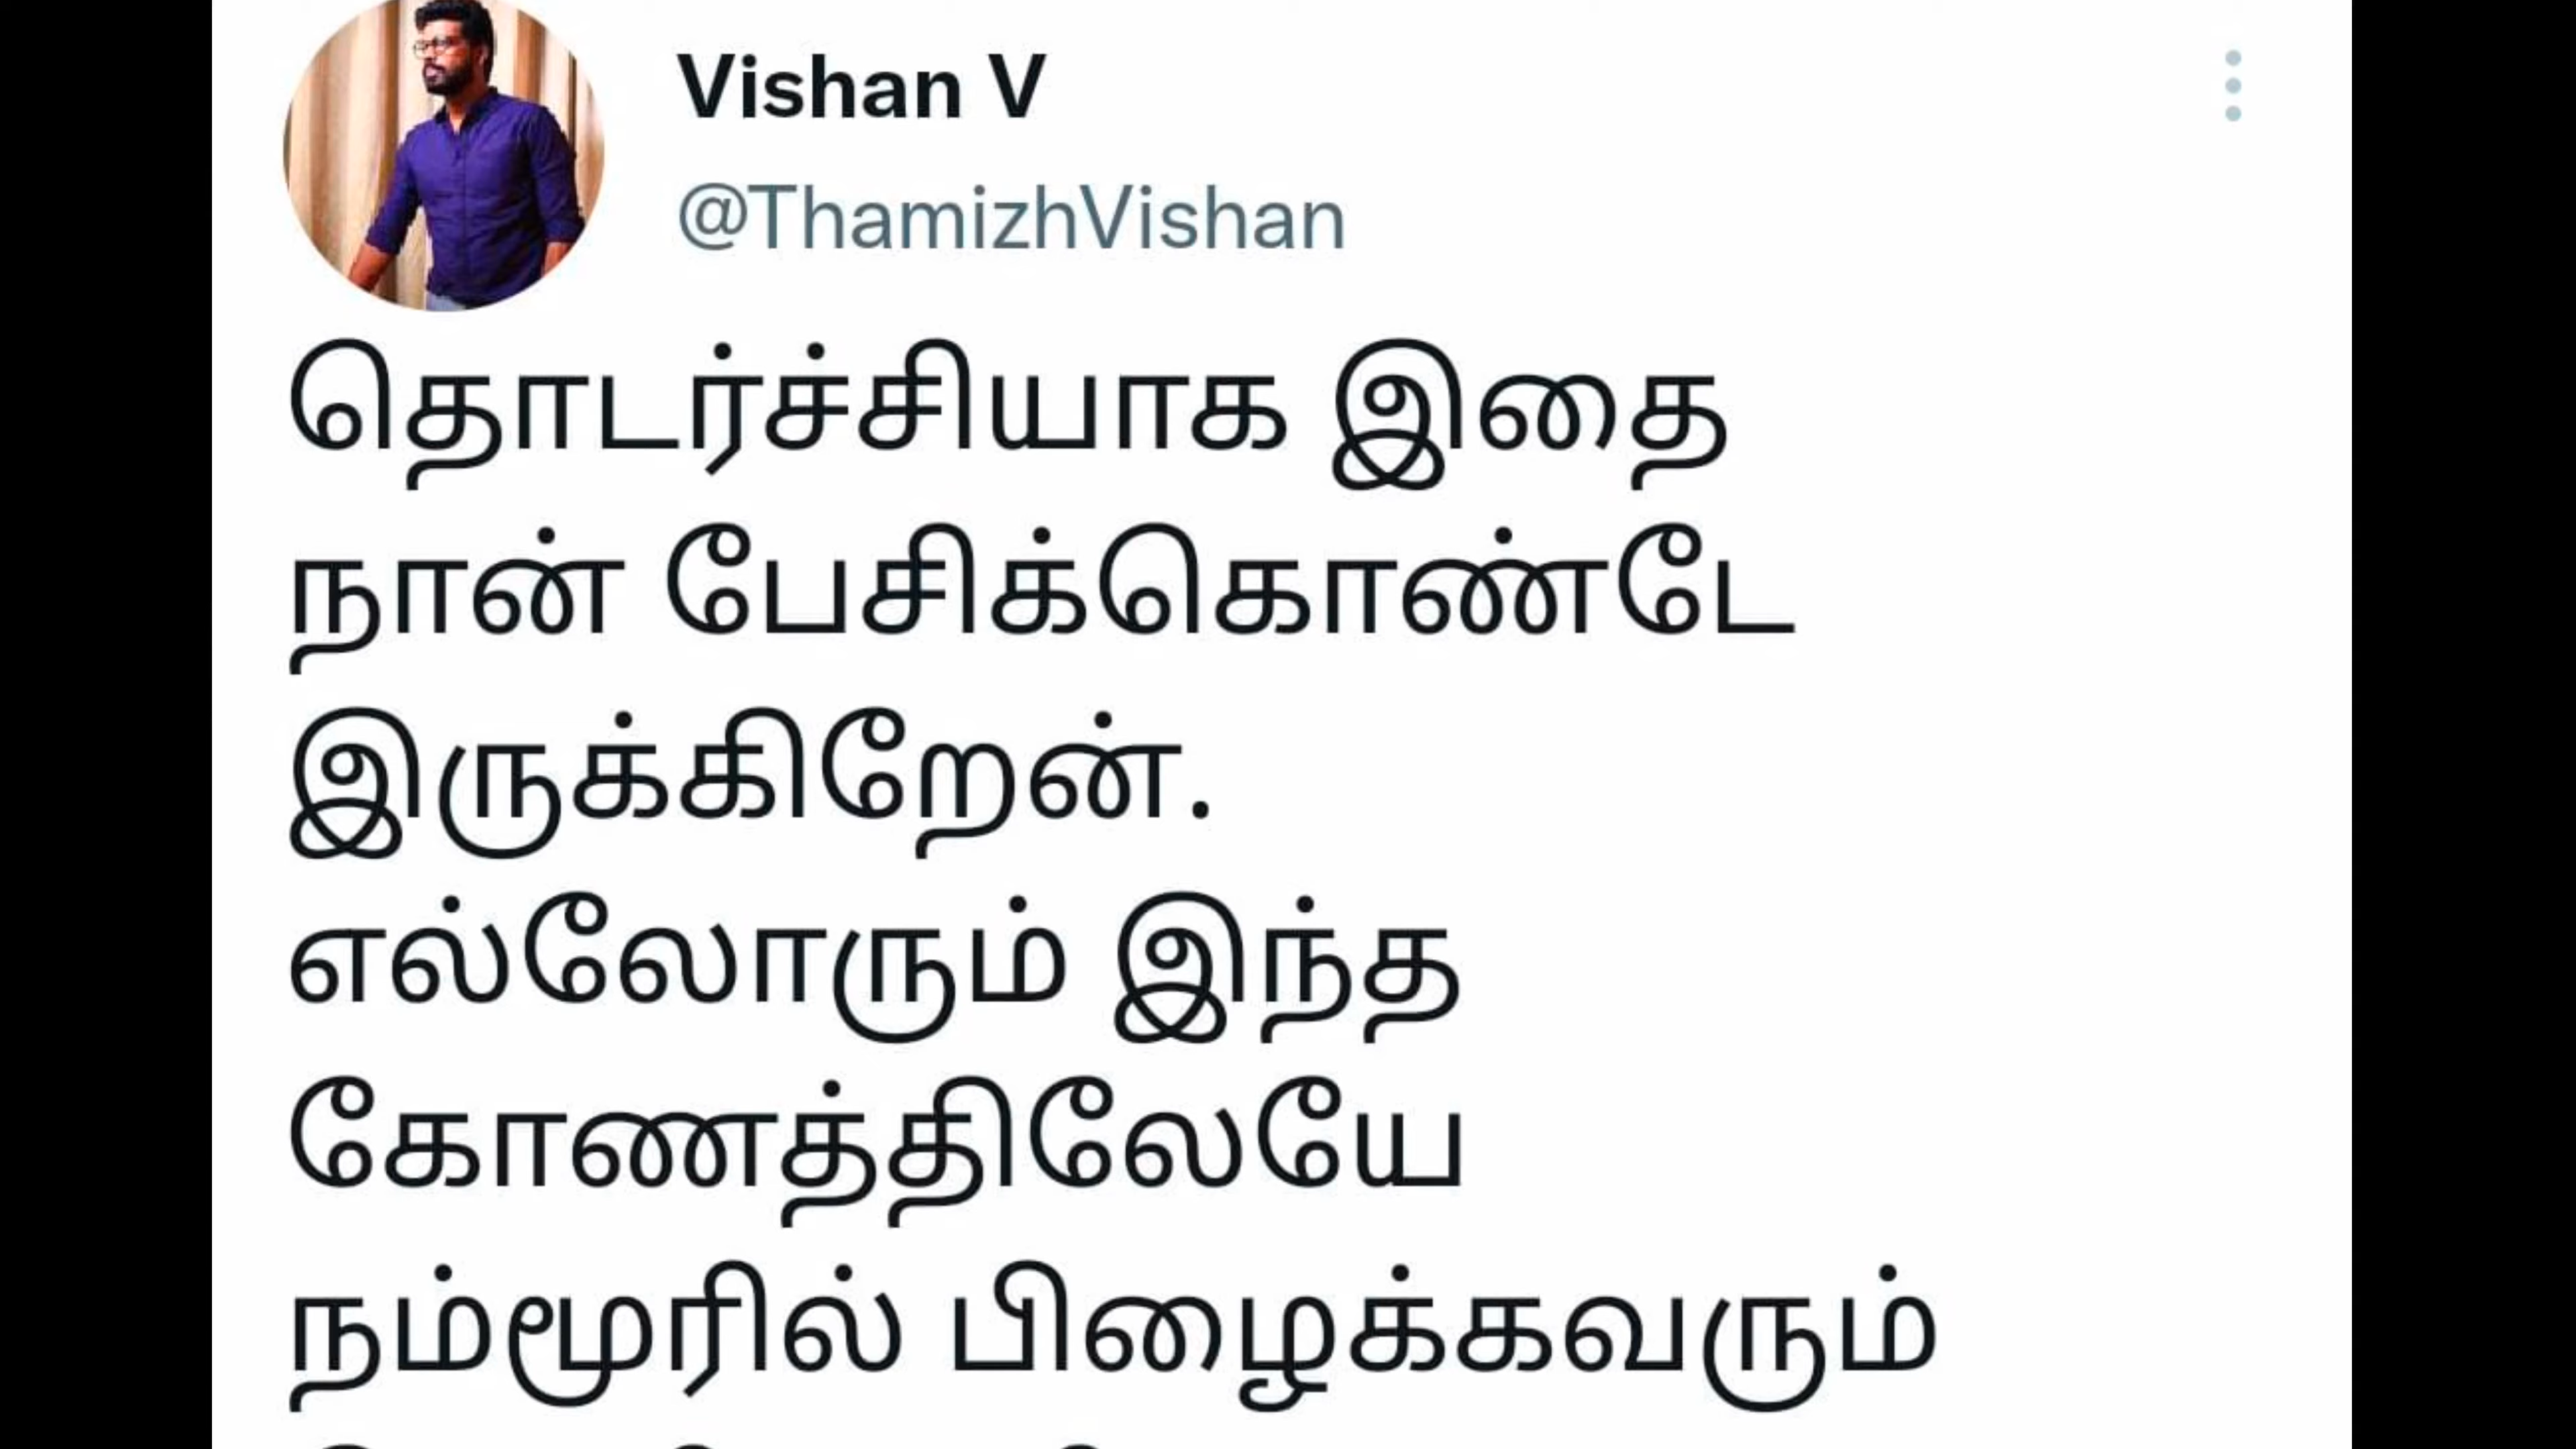 Vishan V
@ThamizhVishan
தொடர்ச்சியாக இதை
நான் பேசிக்கொண்டே
இருக்கிறேன்.
எல்லோரும் இந்த
கோணத்திலேயே
நம்மூரில் பிழைக்கவரும்